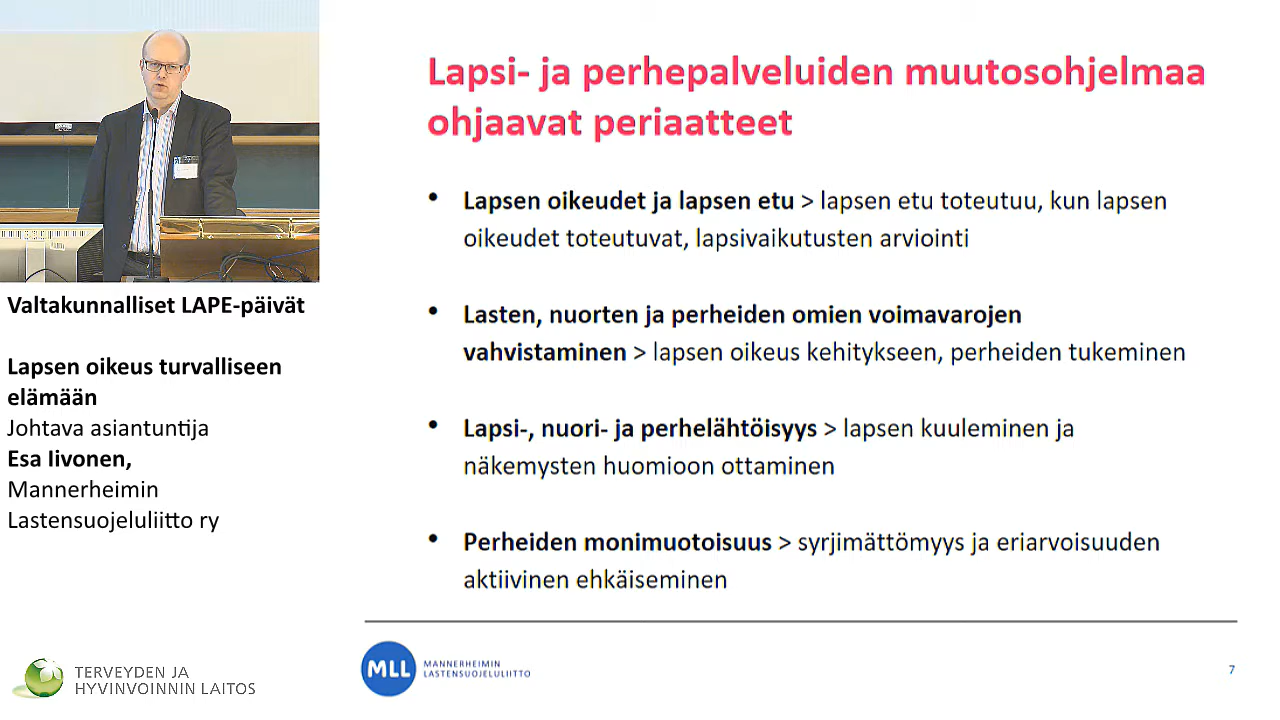 Valtakunnalliset LAPE-päivät
Lapsen oikeus turvalliseen
elämään
Johtava asiantuntija
Esa Iivonen,
Mannerheimin
Lastensuojeluliitto ry
TERVEYDEN JA
HYVINVOINNIN LAITOS
Lapsi- ja perhepalveluiden muutosohjelmaa
ohjaavat periaatteet
• Lapsen oikeudet ja lapsen etu > lapsen etu toteutuu, kun lapsen
oikeudet toteutuvat, lapsivaikutusten arviointi
• Lasten, nuorten ja perheiden omien voimavarojen
vahvistaminen > lapsen oikeus kehitykseen, perheiden tukeminen
• Lapsi-, nuori- ja perhelähtöisyys > lapsen kuuleminen ja
näkemysten huomioon ottaminen
• Perheiden monimuotoisuus > syrjimättömyys ja eriarvoisuuden
aktiivinen ehkäiseminen
MLL
MANNERHEIMIN
LASTENSUOJELULIITTO
7